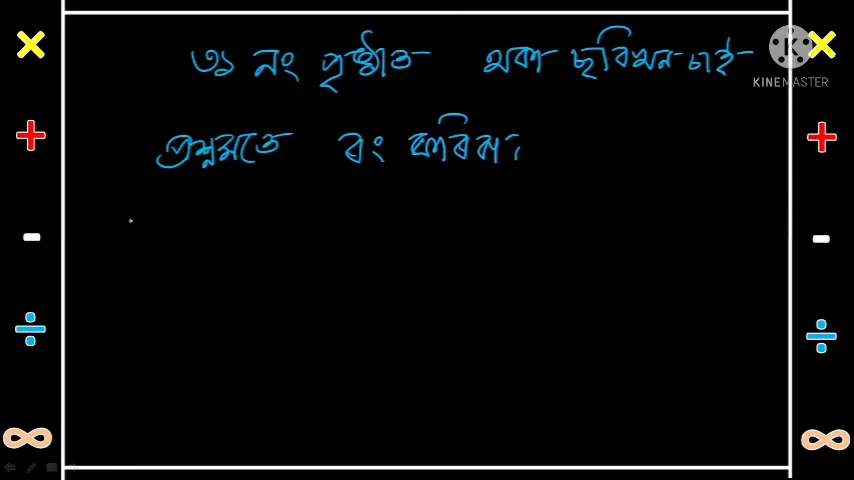 ৩১ নং পৃষ্ঠাত থকা ছবিখন চাই
প্ৰশ্নমতে ৰং কৰিবা।
KINEMASTER